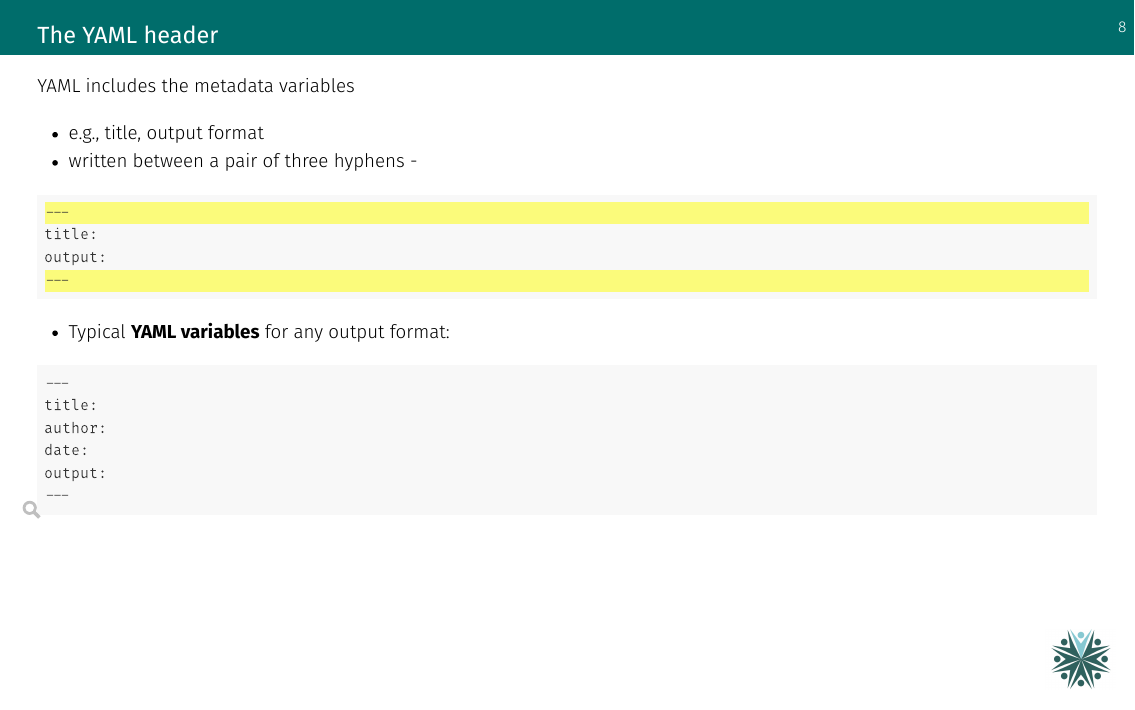 The YAML header
8
YAML includes the metadata variables
• e.g., title, output format
• written between a pair of three hyphens -
---
title:
output:
---
• Typical YAML variables for any output format:
---
title:
author:
date:
output:
---